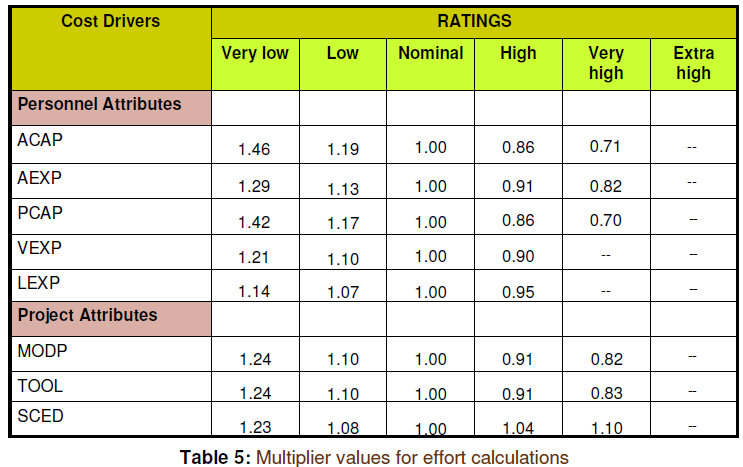 Cost Drivers RATINGS
Very low Low Nominal High Very high Extra high
Personnel Attributes
ACAP 1.46 1.19 1.00 0.86 0.71 --
AEXP 1.29 1.13 1.00 0.91 0.82 --
PCAP 1.42 1.17 1.00 0.86 0.70 --
VEXP 1.21 1.10 1.00 0.90 -- --
LEXP 1.14 1.07 1.00 0.95 -- --
Project Attributes
MODP 1.24 1.10 1.00 0.91 0.82 --
TOOL 1.24 1.10 1.00 0.91 0.83 --
SCED 1.23 1.08 1.00 1.04 1.10 --
Table 5: Multiplier values for effort calculations